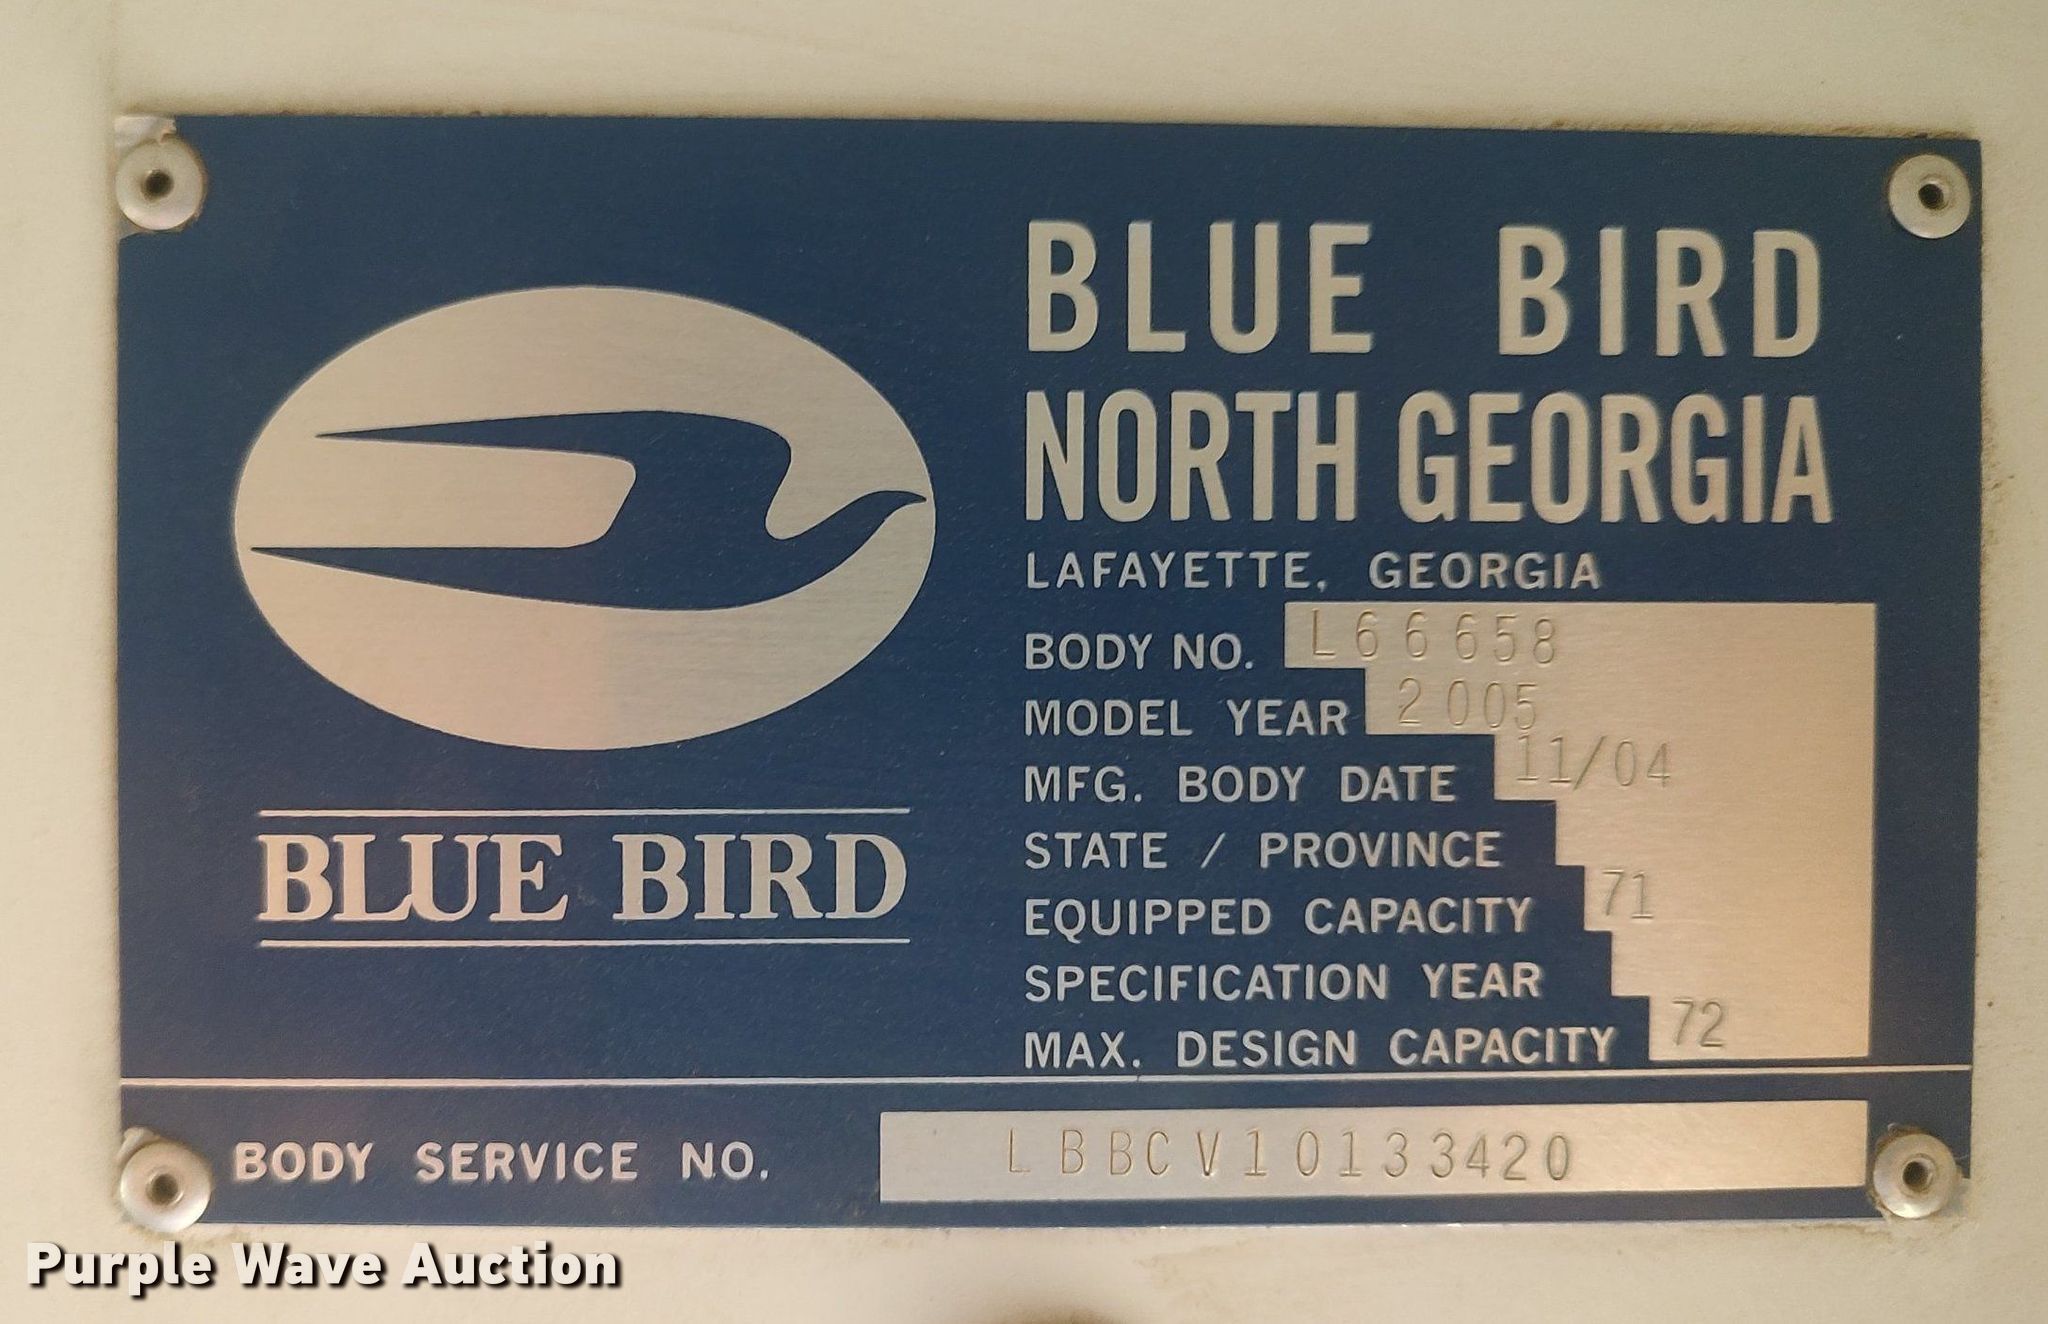 BLUE BIRD
NORTH GEORGIA
LAFAYETTE, GEORGIA
BODY NO. L66658
MODEL YEAR 2005
MFG. BODY DATE 11/04
STATE / PROVINCE
EQUIPPED CAPACITY 71
SPECIFICATION YEAR
MAX. DESIGN CAPACITY 72
BLUE BIRD
BODY SERVICE NO. LBBCV10133420
Purple Wave Auction